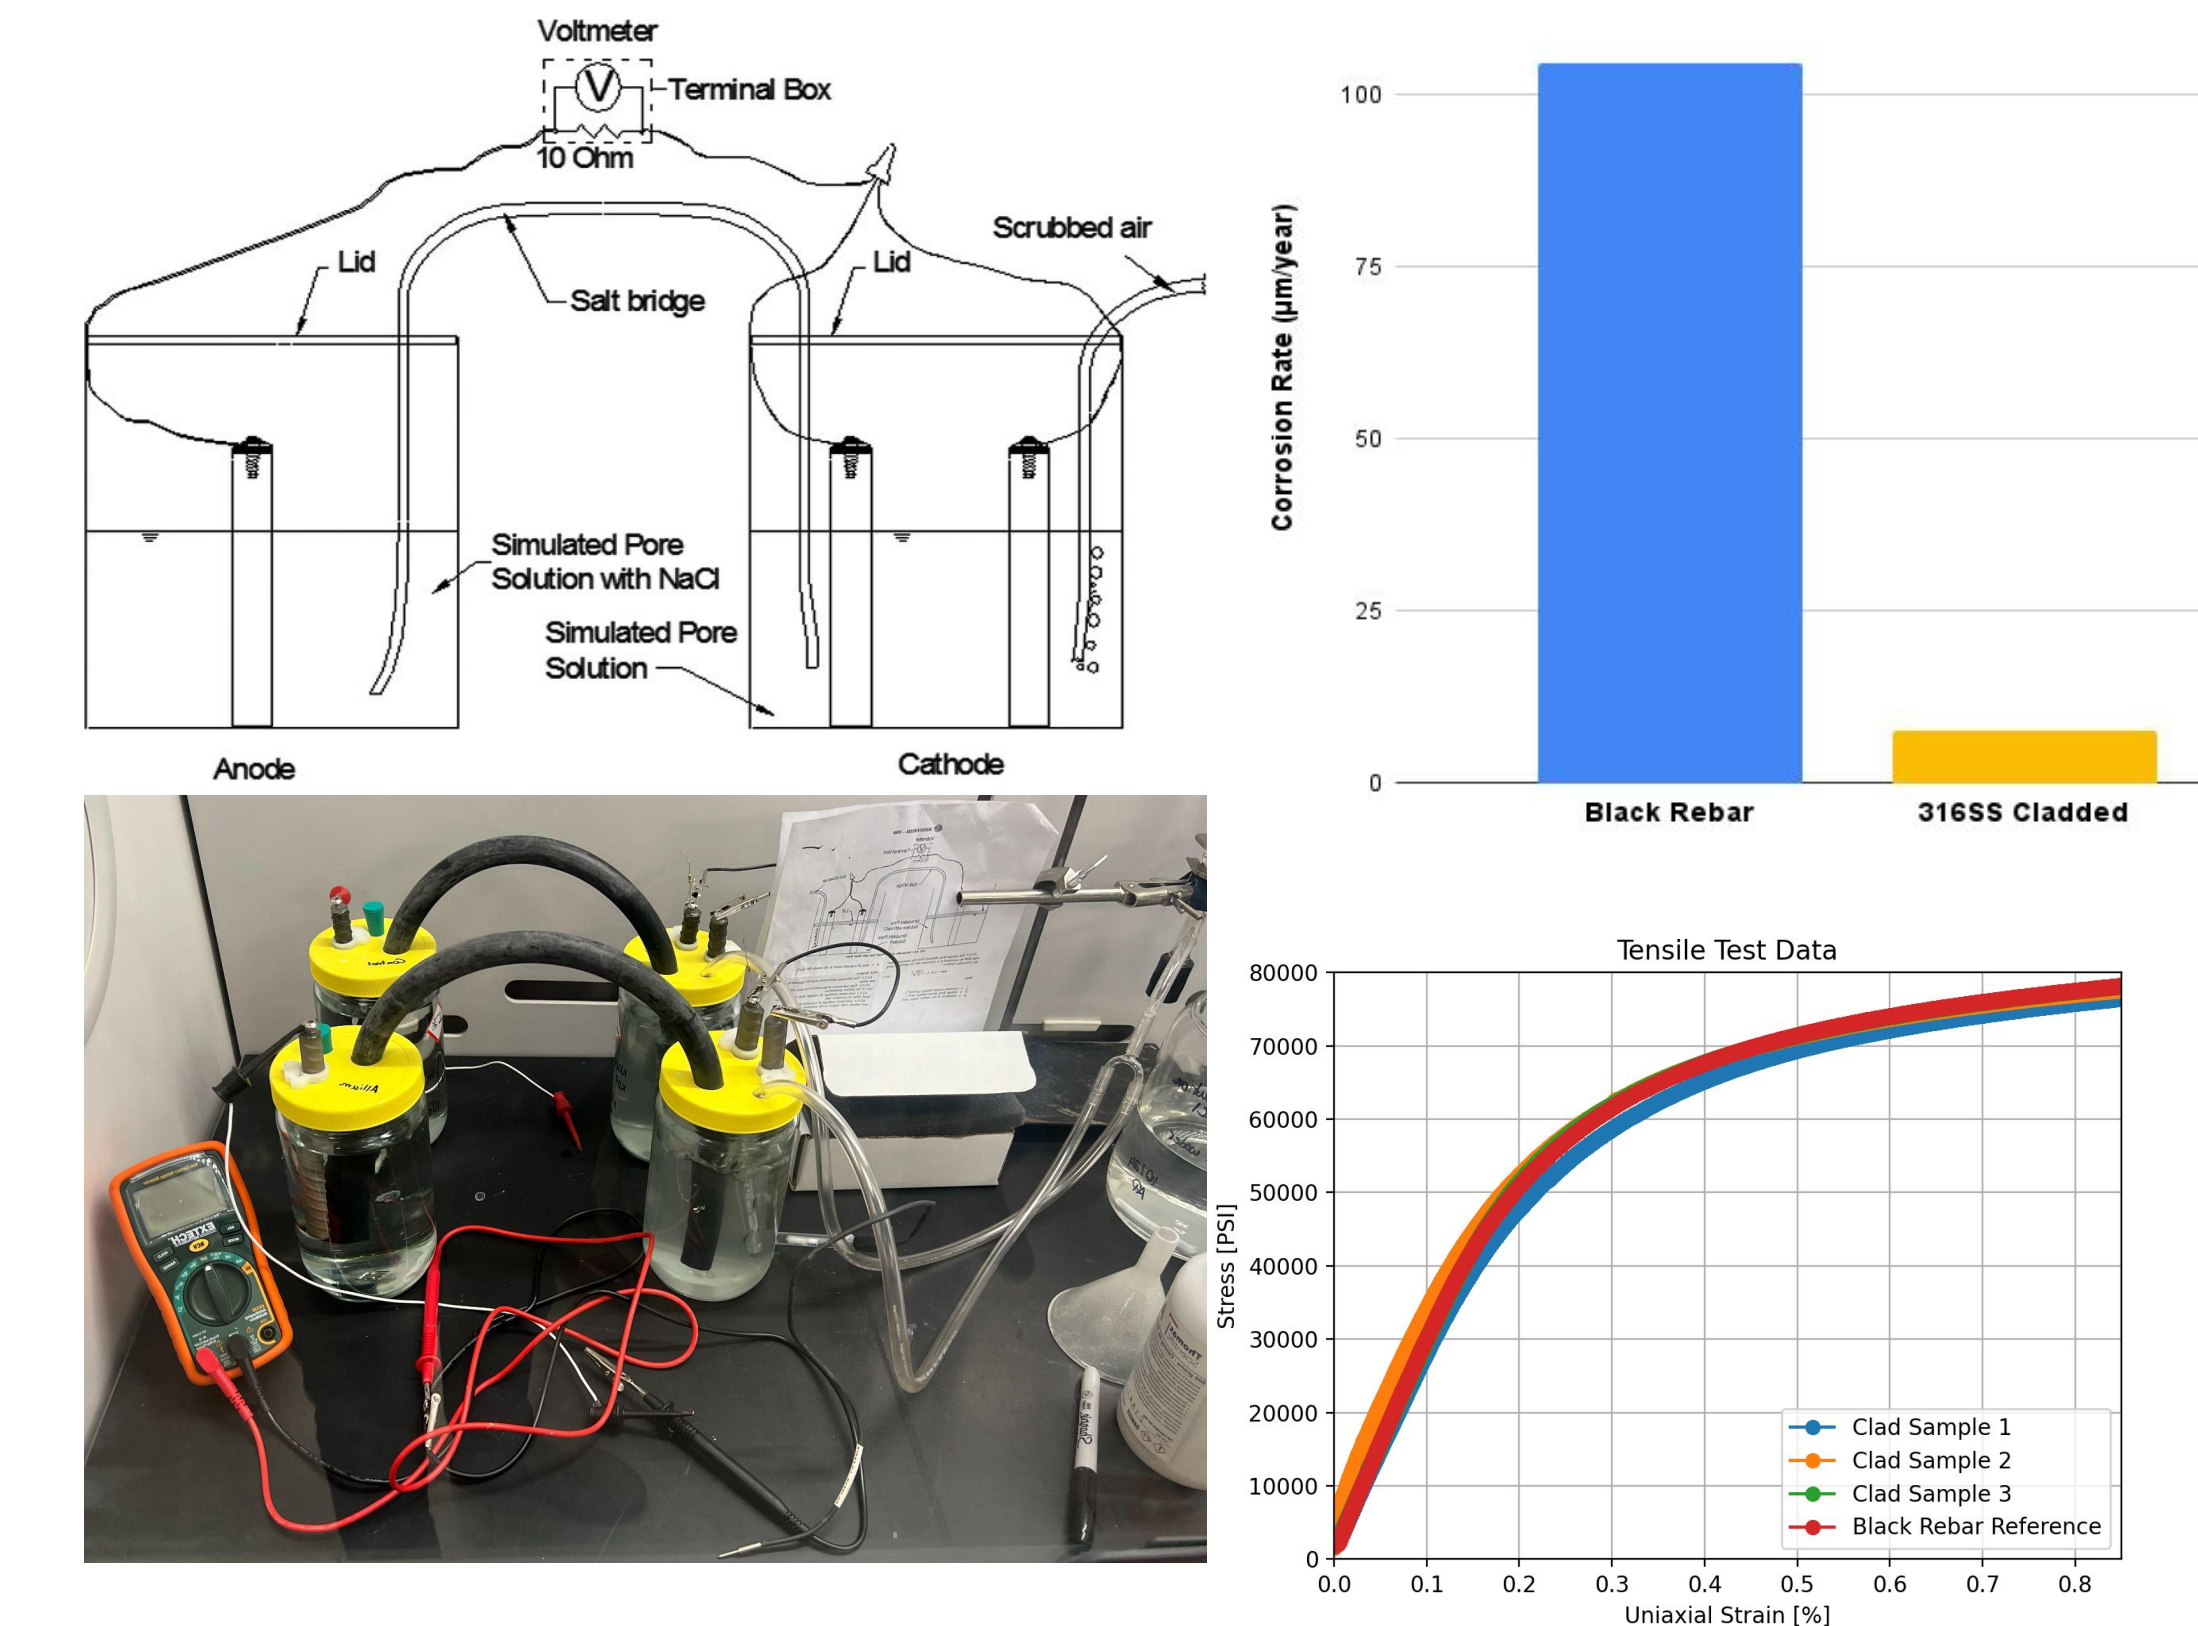 Voltmeter
Terminal Box
10 Ohm
Scrubbed air
Lid
Lid
Salt bridge
Simulated Pore
Solution with NaCl
Simulated Pore
Solution
Anode
Cathode
Corrosion Rate (µm/year)
100
75
50
25
0
Black Rebar
316SS Cladded
Control
Allium
EXTECH
Sharpie
Thomas
Tensile Test Data
Stress [PSI]
80000
70000
60000
50000
40000
30000
20000
10000
0
0.0 0.1 0.2 0.3 0.4 0.5 0.6 0.7 0.8
Uniaxial Strain [%]
Clad Sample 1
Clad Sample 2
Clad Sample 3
Black Rebar Reference